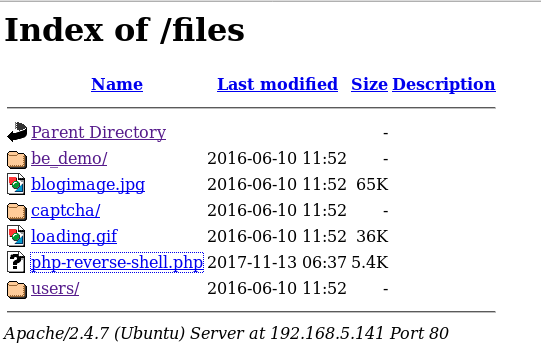 Index of /files
Name Last modified Size Description
Parent Directory -
be_demo/ 2016-06-10 11:52 -
blogimage.jpg 2016-06-10 11:52 65K
captcha/ 2016-06-10 11:52 -
loading.gif 2016-06-10 11:52 36K
php-reverse-shell.php 2017-11-13 06:37 5.4K
users/ 2016-06-10 11:52 -
Apache/2.4.7 (Ubuntu) Server at 192.168.5.141 Port 80